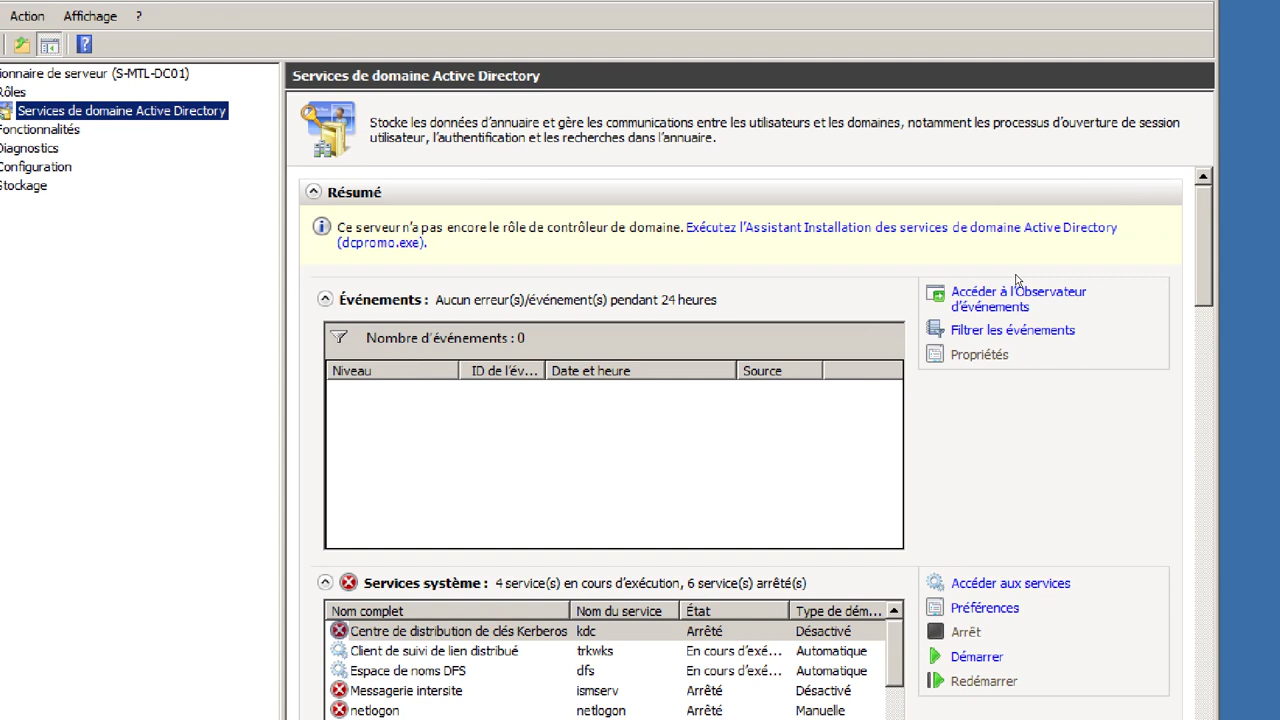 Action Affichage ?
ionnaire de serveur (S-MTL-DC01)
Rôles
Services de domaine Active Directory
Fonctionnalités
Diagnostics
Configuration
Stockage
Services de domaine Active Directory
Stocke les données d'annuaire et gère les communications entre les utilisateurs et les domaines, notamment les processus d'ouverture de session
utilisateur, l'authentification et les recherches dans l'annuaire.
Résumé
Ce serveur n'a pas encore le rôle de contrôleur de domaine. Exécutez l'Assistant Installation des services de domaine Active Directory
(dcpromo.exe).
Événements : Aucun erreur(s)/événement(s) pendant 24 heures
Nombre d'événements : 0
Niveau ID de l'év... Date et heure Source
Accéder à l'Observateur
d'événements
Filtrer les événements
Propriétés
Services système : 4 service(s) en cours d'exécution, 6 service(s) arrêté(s)
Nom complet Nom du service État Type de dém...
Centre de distribution de clés Kerberos kdc Arrêté Désactivé
Client de suivi de lien distribué trkwks En cours d'exé... Automatique
Espace de noms DFS dfs En cours d'exé... Automatique
Messagerie intersite ismserv Arrêté Désactivé
netlogon netlogon Arrêté Manuelle
Accéder aux services
Préférences
Arrêt
Démarrer
Redémarrer